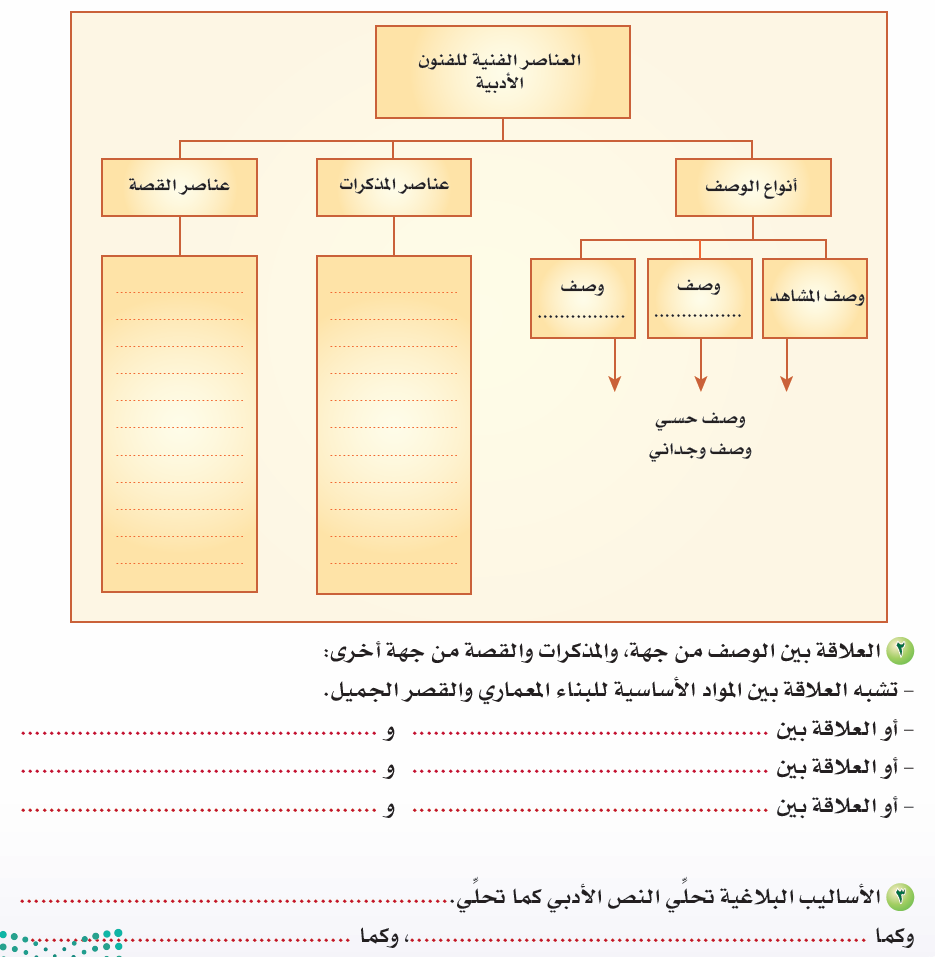 العناصر الفنية للفنون
الأدبية
أنواع الوصف
عناصر المذكرات
عناصر القصة
وصف المشاهد
وصف
................
وصف
................
وصف حسي
وصف وجداني
٢ العلاقة بين الوصف من جهة، والمذكرات والقصة من جهة أخرى:
- تشبه العلاقة بين المواد الأساسية للبناء المعماري والقصر الجميل.
- أو العلاقة بين ................................ و ................................
- أو العلاقة بين ................................ و ................................
- أو العلاقة بين ................................ و ................................
٣ الأساليب البلاغية تحلِّي النص الأدبي كما تحلِّي.................................
وكما ................................، وكما ................................